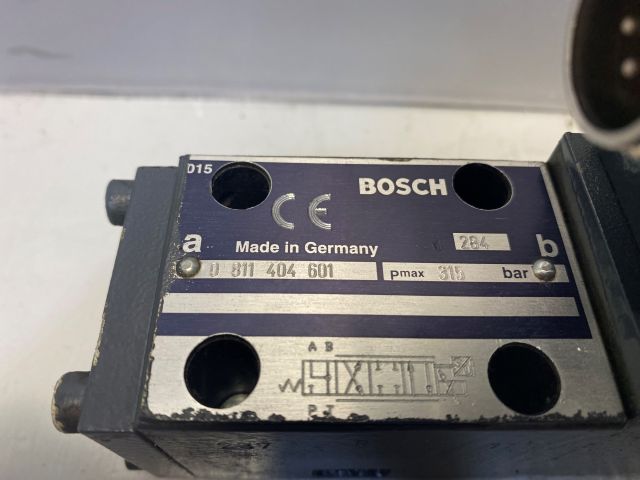 015
BOSCH
CE
284
a
Made in Germany
b
0 811 404 601
pmax 315 bar
A B
P T